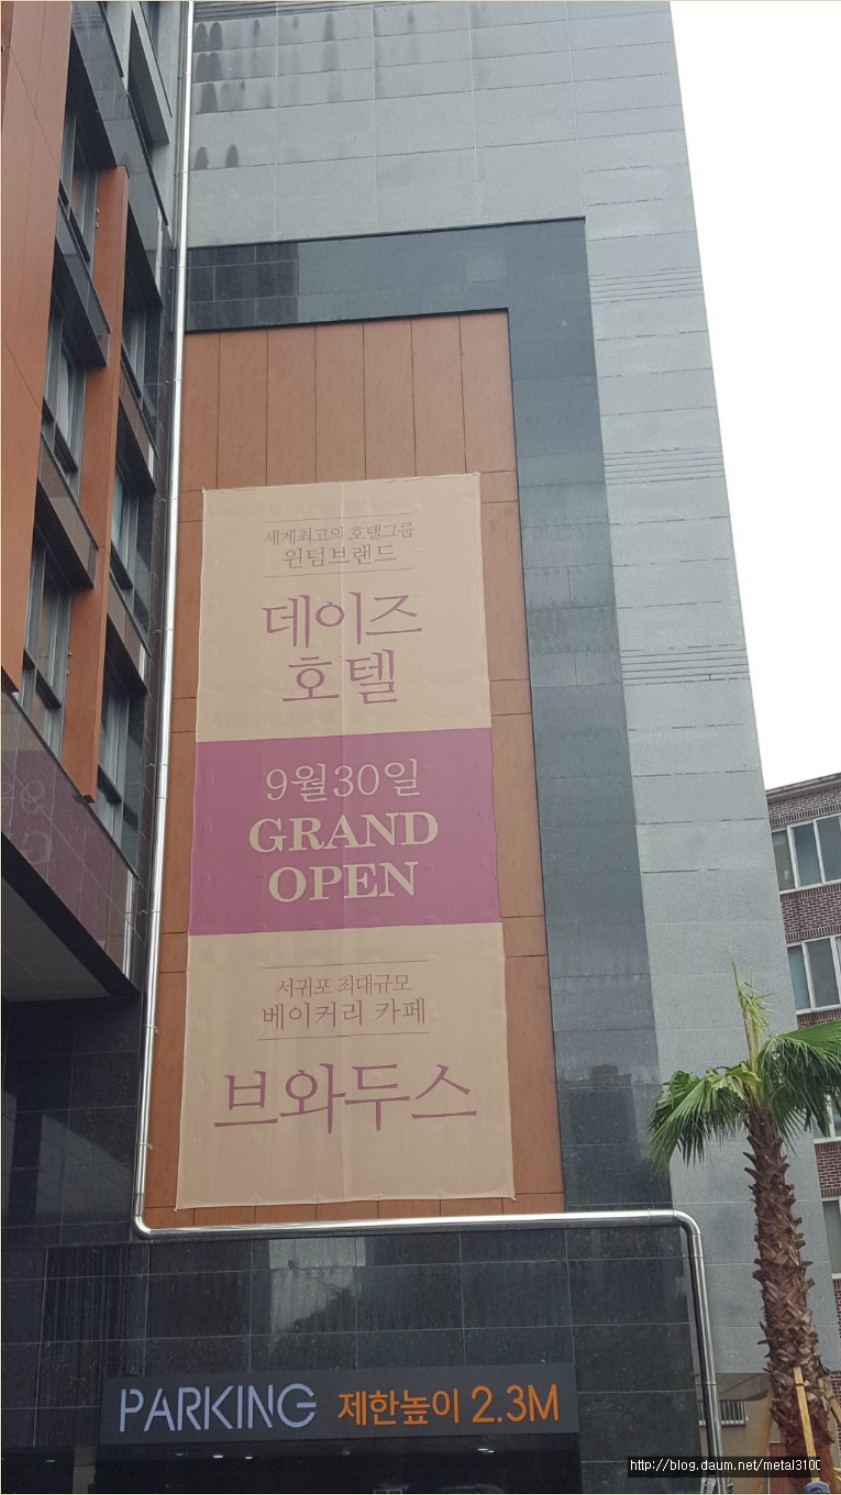 세계최고의 호텔그룹
윈덤브랜드
데이즈
호텔
9월30일
GRAND
OPEN
서귀포 최대규모
베이커리 카페
브와두스
PARKING 제한높이 2.3M
http://blog.daum.net/metal310